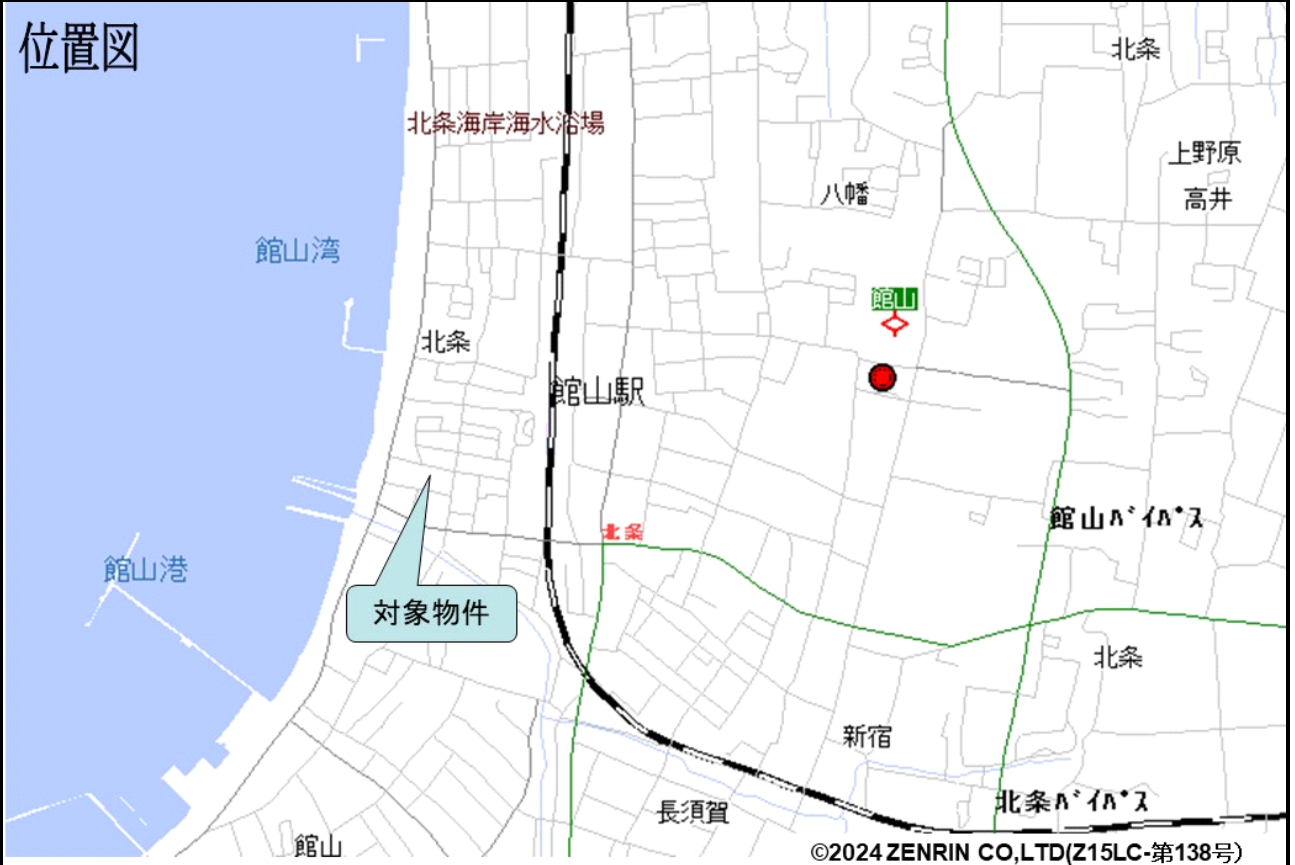 位置図
北条
北条海岸海水浴場
上野原
八幡
高井
館山湾
館山
北条
館山駅
館山ﾊﾞｲﾊﾟｽ
北条
館山港
対象物件
北条
新宿
北条ﾊﾞｲﾊﾟｽ
長須賀
館山
©2024 ZENRIN CO,LTD(Z15LC-第138号)